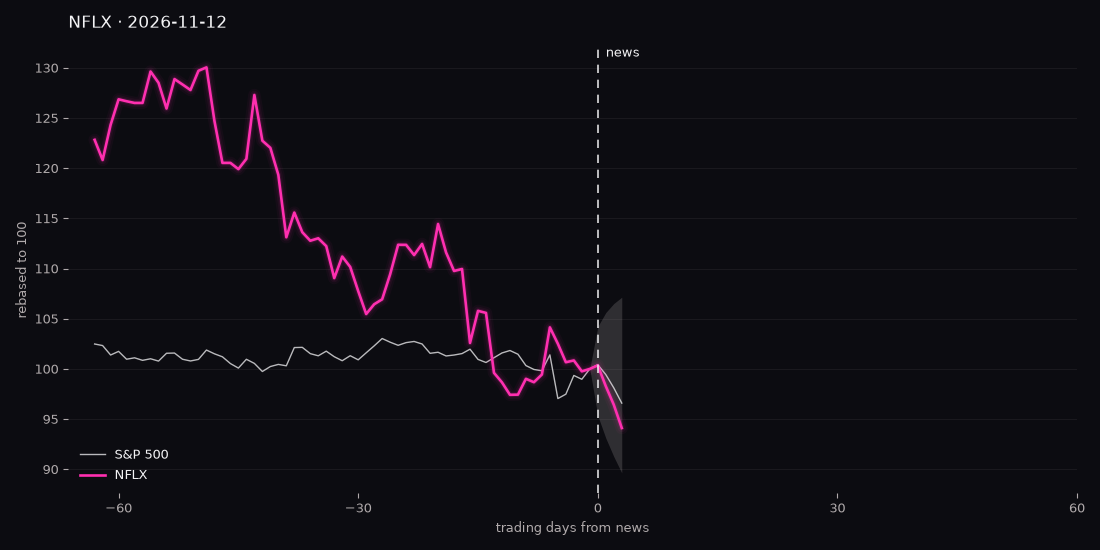 NFLX · 2026-11-12
news
130
125
120
115
110
105
100
95
90
rebased to 100
S&P 500
NFLX
−60
−30
0
30
60
trading days from news